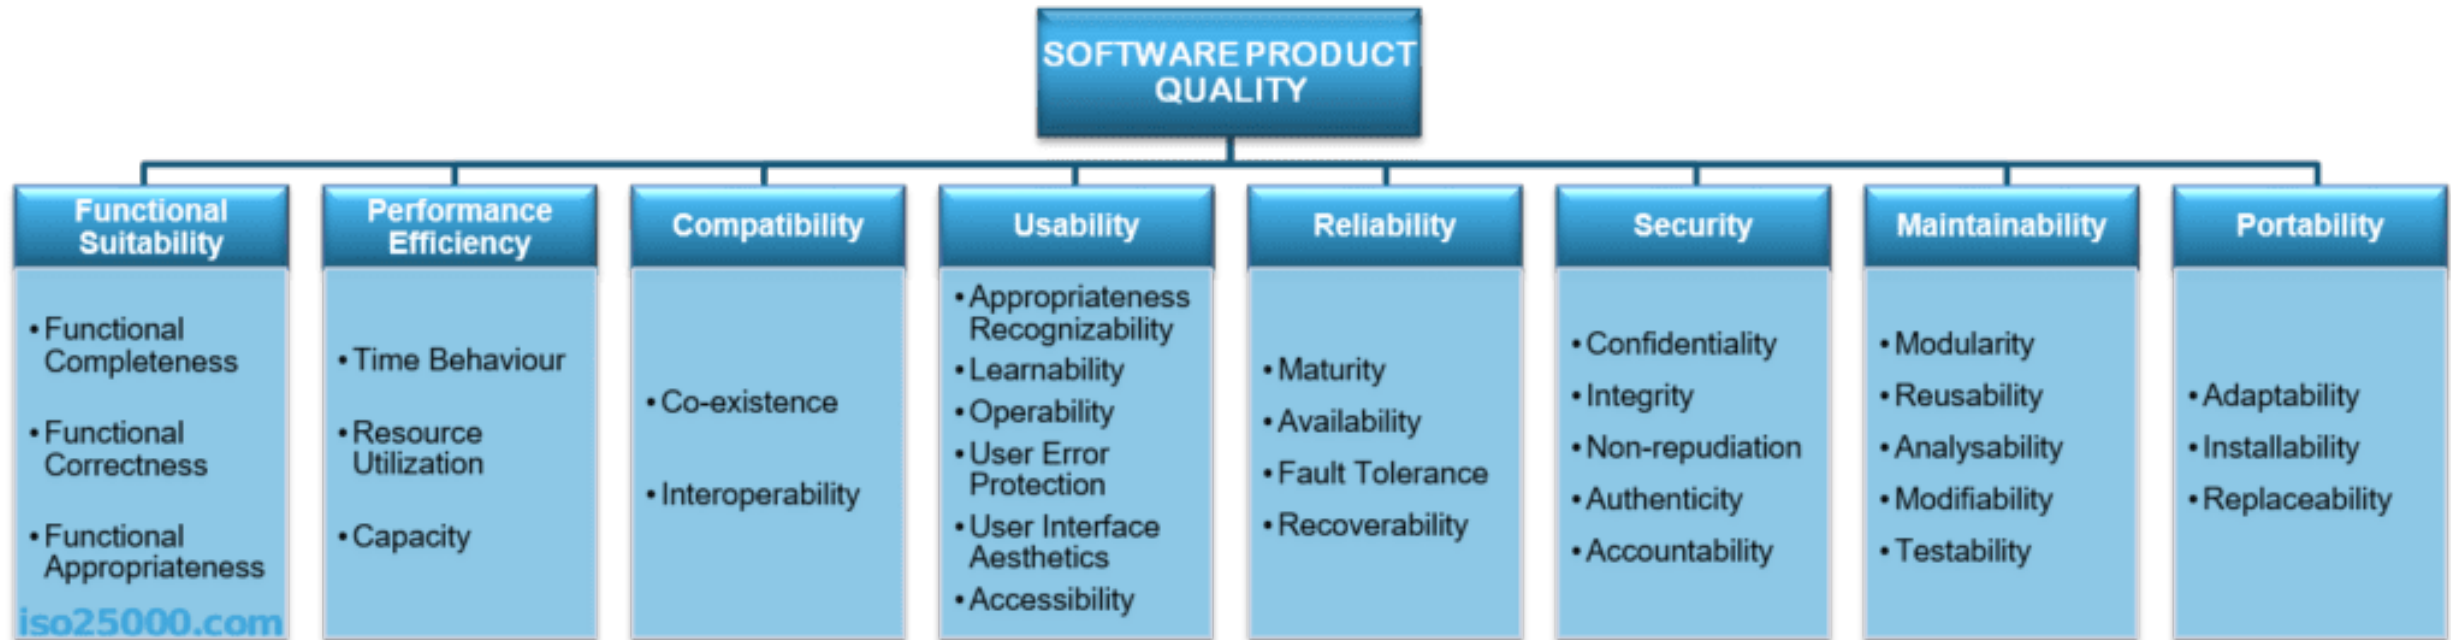 SOFTWARE PRODUCT
QUALITY
Functional
Suitability
• Functional
Completeness
• Functional
Correctness
• Functional
Appropriateness
iso25000.com
Performance
Efficiency
• Time Behaviour
• Resource
Utilization
• Capacity
Compatibility
• Co-existence
• Interoperability
Usability
• Appropriateness
Recognizability
• Learnability
• Operability
• User Error
Protection
• User Interface
Aesthetics
• Accessibility
Reliability
• Maturity
• Availability
• Fault Tolerance
• Recoverability
Security
• Confidentiality
• Integrity
• Non-repudiation
• Authenticity
• Accountability
Maintainability
• Modularity
• Reusability
• Analysability
• Modifiability
• Testability
Portability
• Adaptability
• Installability
• Replaceability